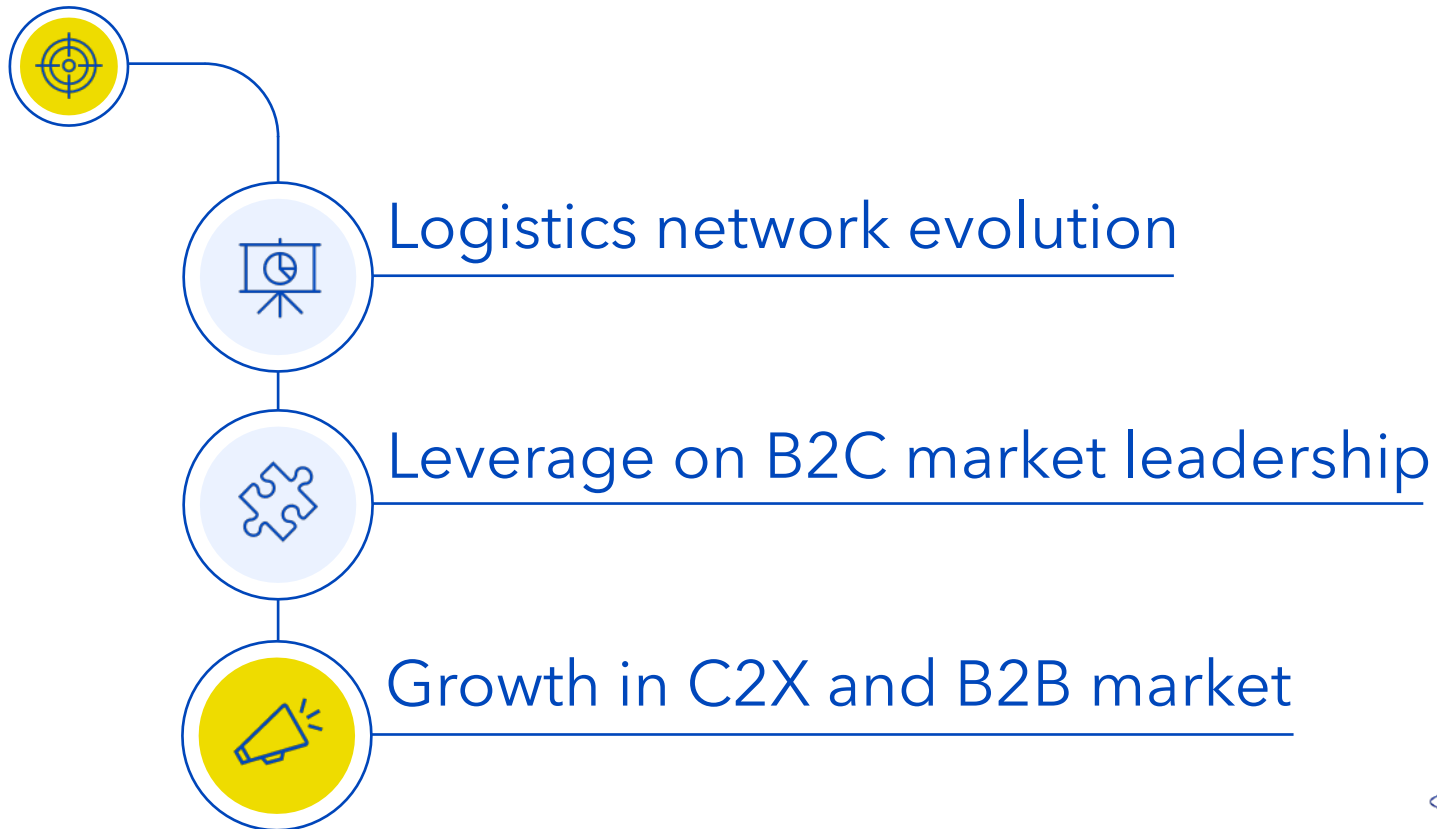 Logistics network evolution
Leverage on B2C market leadership
Growth in C2X and B2B market